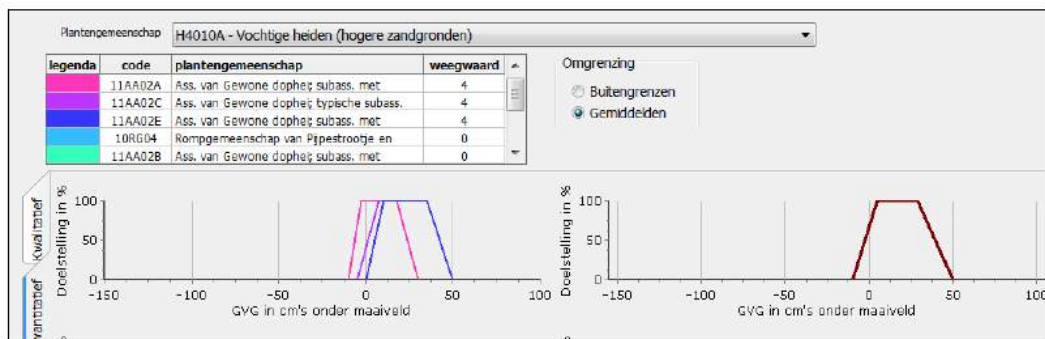 Plantengemeenschap H4010A - Vochtige heiden (hogere zandgronden)
legenda code plantengemeenschap weegwaard
11AA02A Ass. van Gewone dophei; subass. met 4
11AA02C Ass. van Gewone dophei; typische subass. 4
11AA02E Ass. van Gewone dophei; subass. met 4
10RG04 Rompgemeenschap van Pijpestrootje en 0
11AA02B Ass. van Gewone dophei; subass. met 0
Omgrenzing
Buitengrenzen
Gemiddelden
Kwalitatief
Doelstelling in %
100
50
0
-150 -100 -50 0 50 100
GVG in cm's onder maaiveld
Doelstelling in %
100
50
0
-150 -100 -50 0 50 100
GVG in cm's onder maaiveld